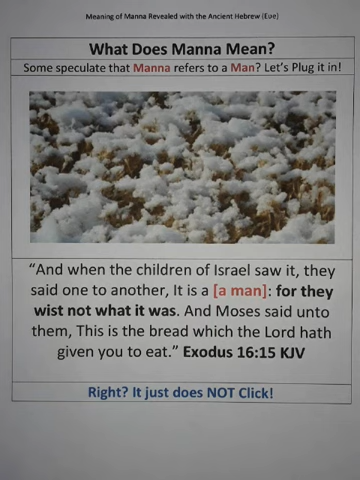 Meaning of Manna Revealed with the Ancient Hebrew (Eʊe)
What Does Manna Mean?
Some speculate that Manna refers to a Man? Let's Plug it in!
"And when the children of Israel saw it, they
said one to another, It is a [a man]: for they
wist not what it was. And Moses said unto
them, This is the bread which the Lord hath
given you to eat." Exodus 16:15 KJV
Right? It just does NOT Click!